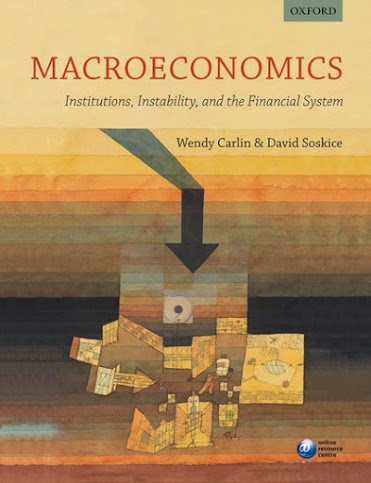 OXFORD
MACROECONOMICS
Institutions, Instability, and the Financial System
Wendy Carlin & David Soskice
online
resource
centre